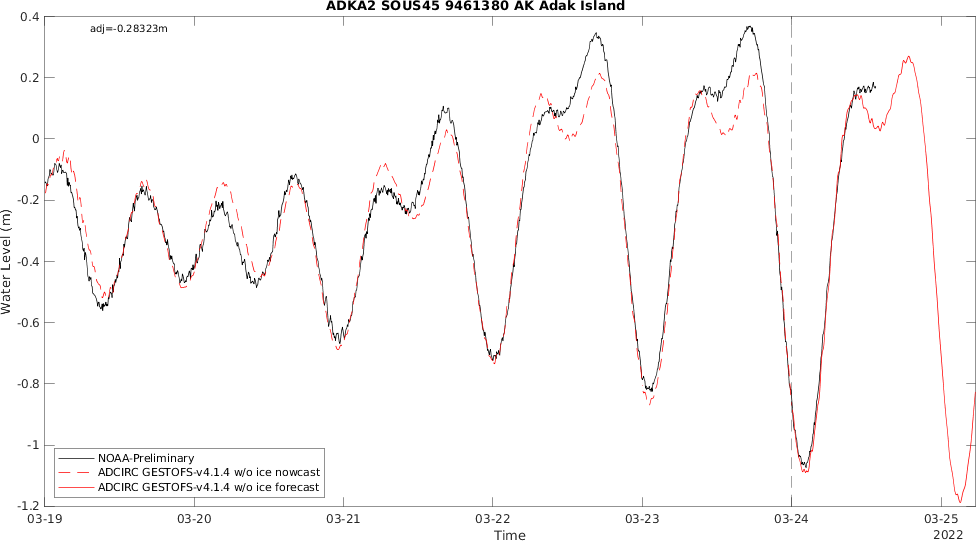 ADKA2 SOUS45 9461380 AK Adak Island
adj=-0.28323m
0.4
0.2
0
-0.2
-0.4
-0.6
-0.8
-1
-1.2
Water Level (m)
NOAA-Preliminary
ADCIRC GESTOFS-v4.1.4 w/o ice nowcast
ADCIRC GESTOFS-v4.1.4 w/o ice forecast
03-19 03-20 03-21 03-22 03-23 03-24 03-25
Time
2022